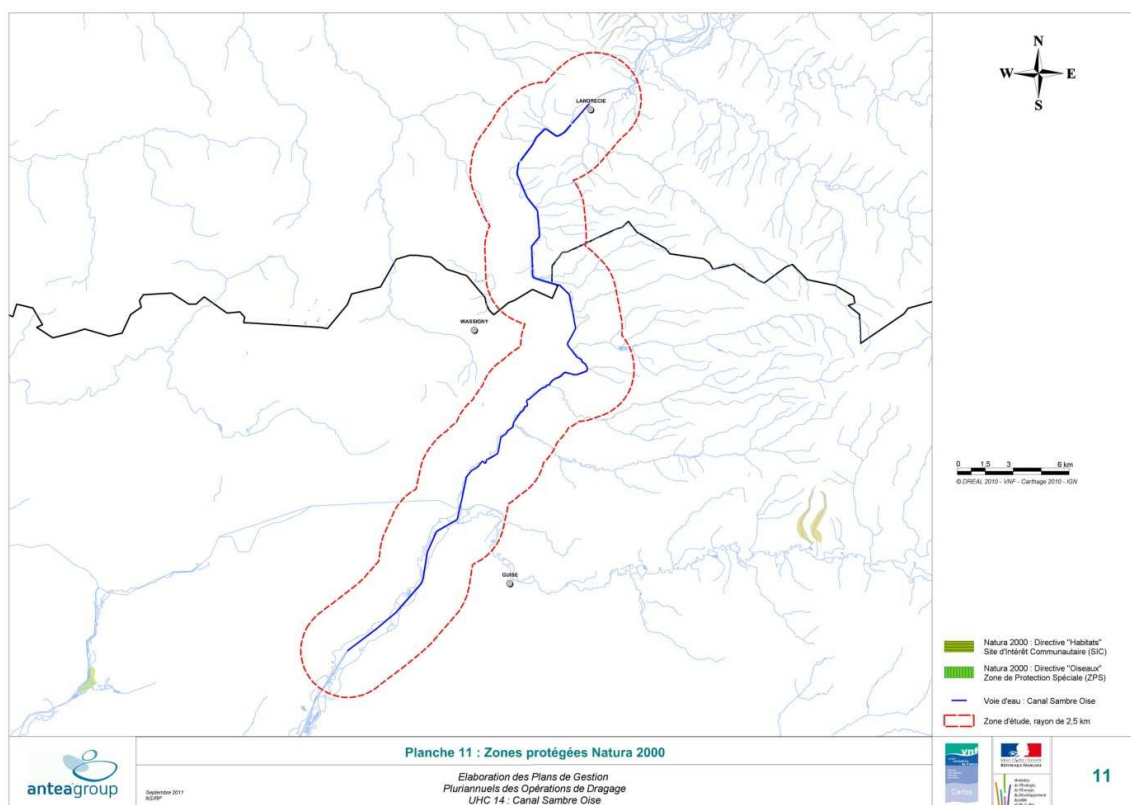 N
W E
S
LANDRECIE
WASSIGNY
GUISE
0 1,5 3 6 km
© DREAL 2010 - VNF - Carthage 2010 - IGN
Natura 2000 : Directive "Habitats"
Site d'Intérêt Communautaire (SIC)
Natura 2000 : Directive "Oiseaux"
Zone de Protection Spéciale (ZPS)
Voie d'eau : Canal Sambre Oise
Zone d'étude, rayon de 2,5 km
anteagroup
Septembre 2011
Planche 11 : Zones protégées Natura 2000
Elaboration des Plans de Gestion
Pluriannuels des Opérations de Dragage
UHC 14 : Canal Sambre Oise
vnf
Cartes
RÉPUBLIQUE FRANÇAISE
11